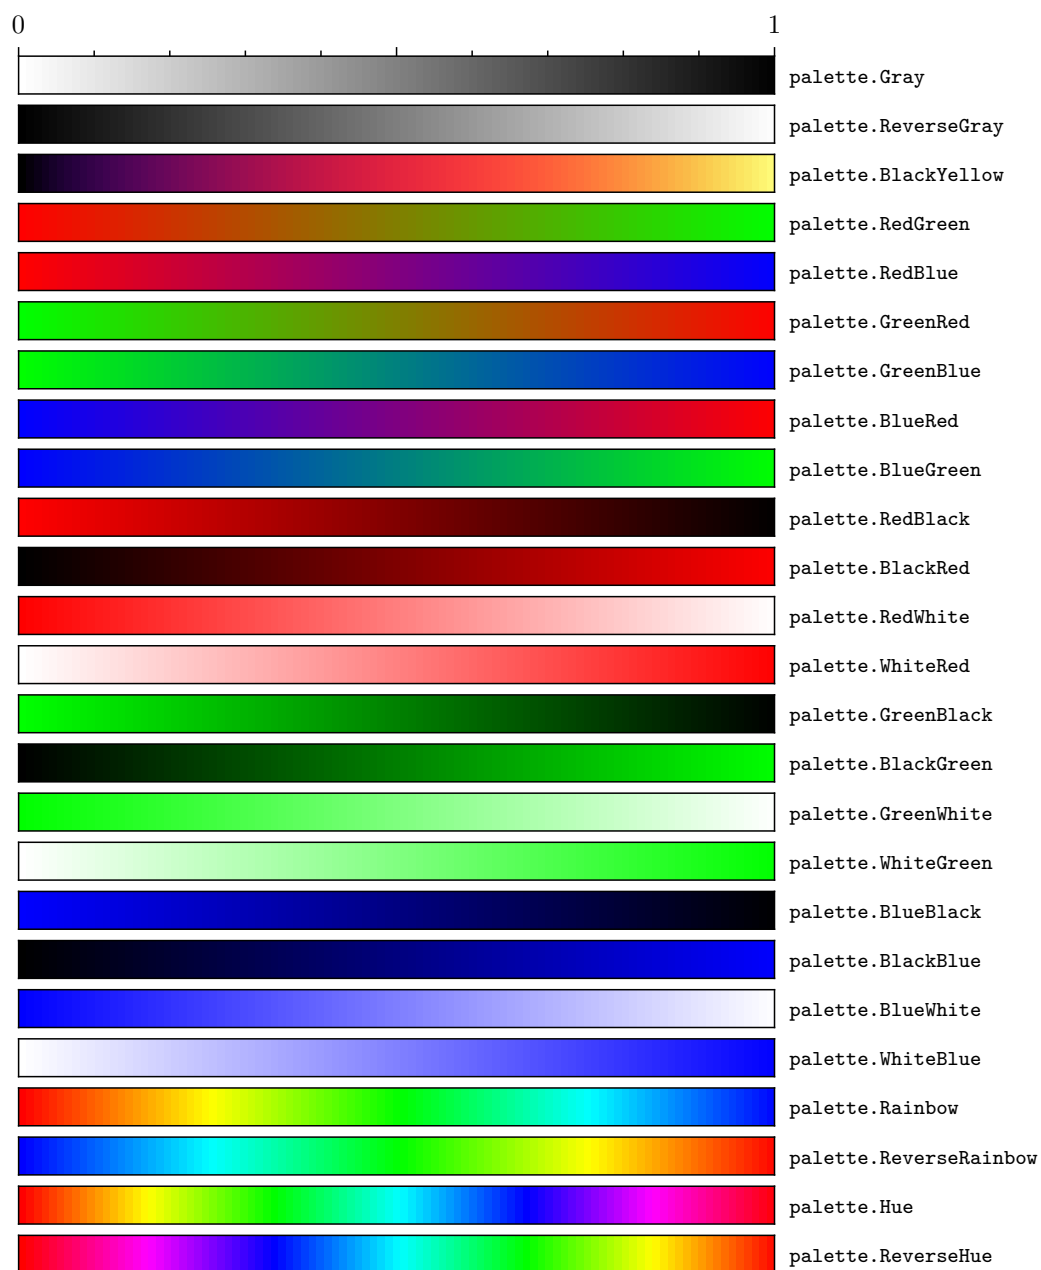 0 1
palette.Gray
palette.ReverseGray
palette.BlackYellow
palette.RedGreen
palette.RedBlue
palette.GreenRed
palette.GreenBlue
palette.BlueRed
palette.BlueGreen
palette.RedBlack
palette.BlackRed
palette.RedWhite
palette.WhiteRed
palette.GreenBlack
palette.BlackGreen
palette.GreenWhite
palette.WhiteGreen
palette.BlueBlack
palette.BlackBlue
palette.BlueWhite
palette.WhiteBlue
palette.Rainbow
palette.ReverseRainbow
palette.Hue
palette.ReverseHue